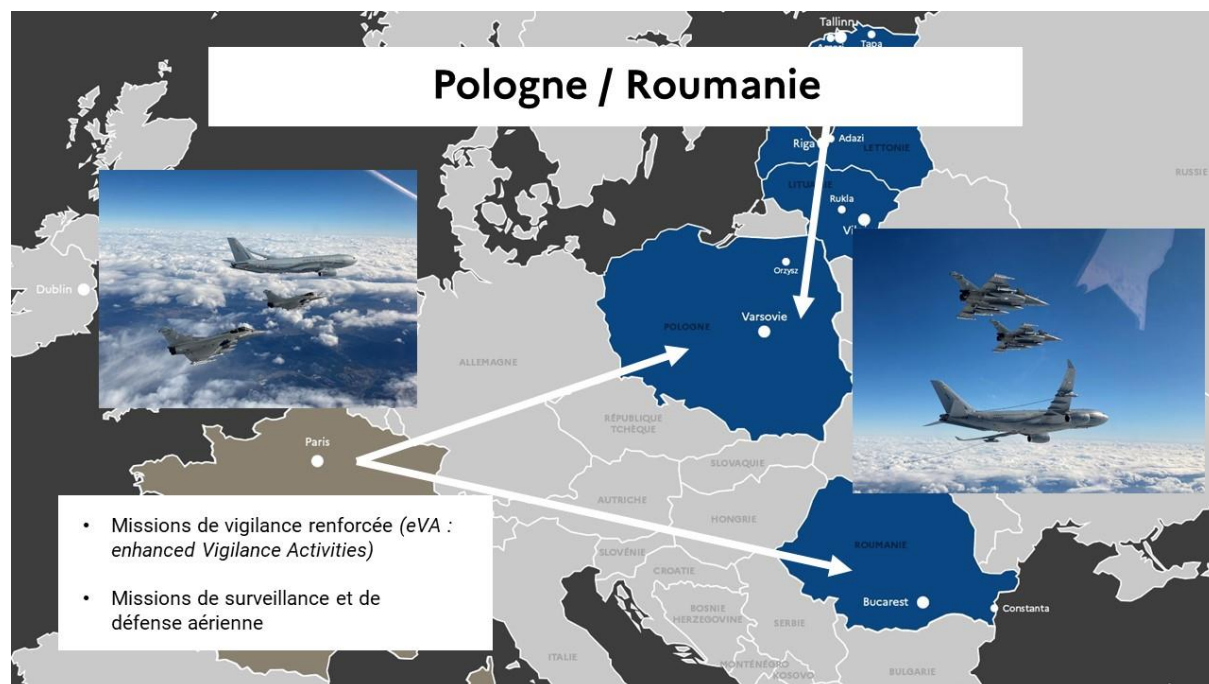 Pologne / Roumanie
Tallinn
Tapa
Riga
Adazi
LETTONIE
RUSSIE
Rukla
Dublin
Orzysz
Varsovie
POLOGNE
ALLEMAGNE
RÉPUBLIQUE
TCHÈQUE
Paris
SLOVAQUIE
AUTRICHE
HONGRIE
ROUMANIE
SLOVÉNIE
CROATIE
Bucarest
Constanta
BOSNIE
HERZEGOVINE
SERBIE
ITALIE
MONTÉNÉGRO
KOSOVO
BULGARIE
• Missions de vigilance renforcée (eVA :
enhanced Vigilance Activities)
• Missions de surveillance et de
défense aérienne